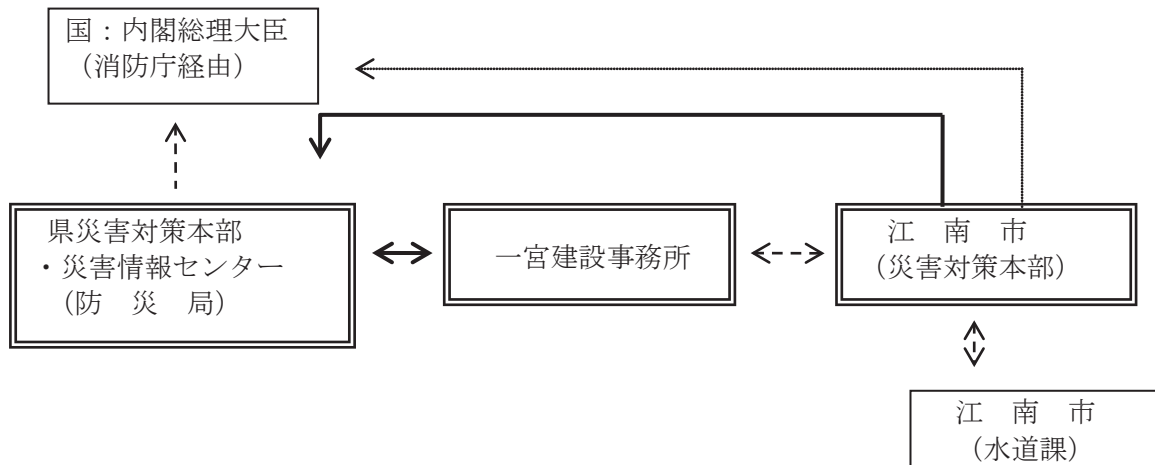 国：内閣総理大臣
（消防庁経由）
県災害対策本部
・災害情報センター
（防　災　局）
一宮建設事務所
江　南　市
（災害対策本部）
江　南　市
（水道課）